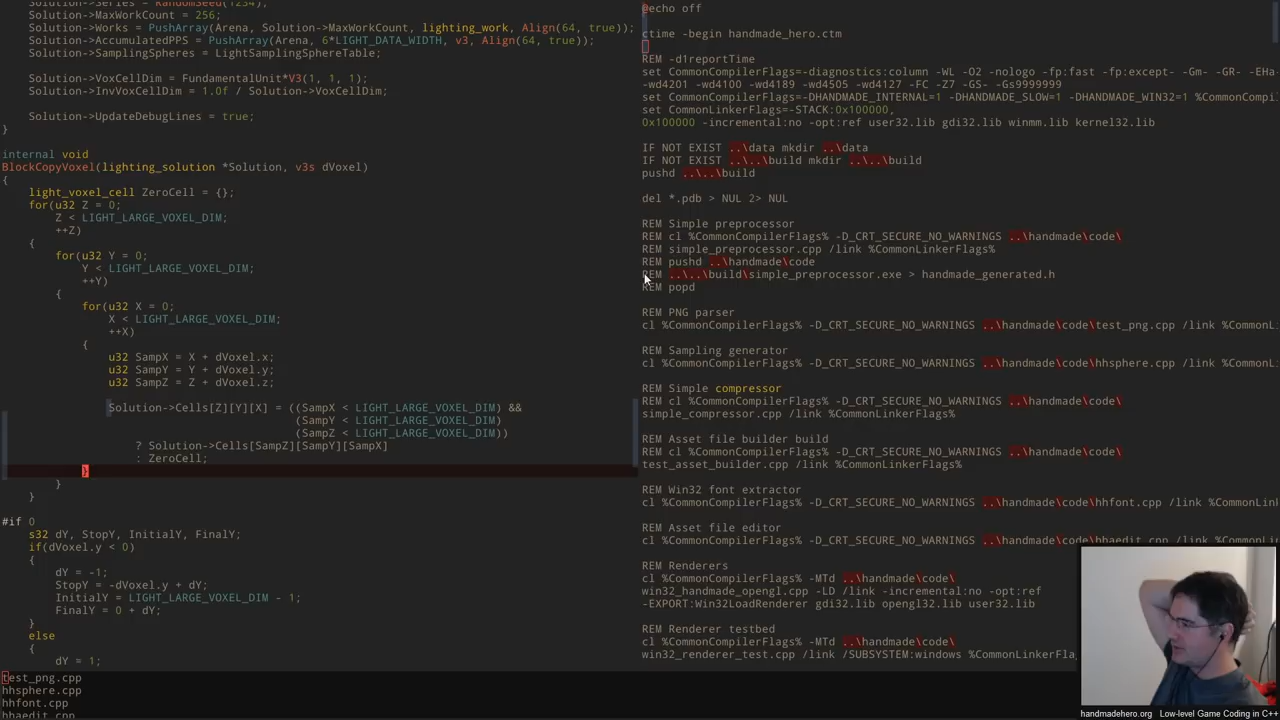 Series = RandomSeed(1234);
Solution->MaxWorkCount = 256;
Solution->Works = PushArray(Arena, Solution->MaxWorkCount, lighting_work, Align(64, true));
Solution->AccumulatedPPS = PushArray(Arena, 6*LIGHT_DATA_WIDTH, v3, Align(64, true));
Solution->SamplingSpheres = LightSamplingSphereTable;
Solution->VoxCellDim = FundamentalUnit*V3(1, 1, 1);
Solution->InvVoxCellDim = 1.0f / Solution->VoxCellDim;
Solution->UpdateDebugLines = true;
}
internal void
BlockCopyVoxel(lighting_solution *Solution, v3s dVoxel)
{
light_voxel_cell ZeroCell = {};
for(u32 Z = 0;
Z < LIGHT_LARGE_VOXEL_DIM;
++Z)
{
for(u32 Y = 0;
Y < LIGHT_LARGE_VOXEL_DIM;
++Y)
{
for(u32 X = 0;
X < LIGHT_LARGE_VOXEL_DIM;
++X)
{
u32 SampX = X + dVoxel.x;
u32 SampY = Y + dVoxel.y;
u32 SampZ = Z + dVoxel.z;
Solution->Cells[Z][Y][X] = ((SampX < LIGHT_LARGE_VOXEL_DIM) &&
(SampY < LIGHT_LARGE_VOXEL_DIM)
(SampZ < LIGHT_LARGE_VOXEL_DIM))
? Solution->Cells[SampZ][SampY][SampX]
: ZeroCell;
}
}
}
#if 0
s32 dY, StopY, InitialY, FinalY;
if(dVoxel.y < 0)
{
dY = -1;
StopY = -dVoxel.y + dY;
InitialY = LIGHT_LARGE_VOXEL_DIM - 1;
FinalY = 0 + dY;
}
else
{
dY = 1;
@echo off
ctime -begin handmade_hero.ctm
REM -d1reportTime
set CommonCompilerFlags=-diagnostics:column -WL -O2 -nologo -fp:fast -fp:except- -Gm- -GR- -EHa
-wd4201 -wd4100 -wd4189 -wd4505 -wd4127 -FC -Z7 -GS- -Gs9999999
set CommonCompilerFlags=-DHANDMADE_INTERNAL=1 -DHANDMADE_SLOW=1 -DHANDMADE_WIN32=1 %CommonCompi
set CommonLinkerFlags=-STACK:0x100000,
0x100000 -incremental:no -opt:ref user32.lib gdi32.lib winmm.lib kernel32.lib
IF NOT EXIST ..\data mkdir ..\data
IF NOT EXIST ..\..\build mkdir ..\..\build
pushd ..\..\build
del *.pdb > NUL 2> NUL
REM Simple preprocessor
REM cl %CommonCompilerFlags% -D_CRT_SECURE_NO_WARNINGS ..\handmade\code\
REM simple_preprocessor.cpp /link %CommonLinkerFlags%
REM pushd ..\handmade\code
REM ..\..\build\simple_preprocessor.exe > handmade_generated.h
REM popd
REM PNG parser
cl %CommonCompilerFlags% -D_CRT_SECURE_NO_WARNINGS ..\handmade\code\test_png.cpp /link %CommonL
REM Sampling generator
cl %CommonCompilerFlags% -D_CRT_SECURE_NO_WARNINGS ..\handmade\code\hhsphere.cpp /link %CommonL
REM Simple compressor
REM cl %CommonCompilerFlags% -D_CRT_SECURE_NO_WARNINGS ..\handmade\code\
simple_compressor.cpp /link %CommonLinkerFlags%
REM Asset file builder build
REM cl %CommonCompilerFlags% -D_CRT_SECURE_NO_WARNINGS ..\handmade\code\
test_asset_builder.cpp /link %CommonLinkerFlags%
REM Win32 font extractor
cl %CommonCompilerFlags% -D_CRT_SECURE_NO_WARNINGS ..\handmade\code\hhfont.cpp /link %CommonLin
REM Asset file editor
cl %CommonCompilerFlags% -D_CRT_SECURE_NO_WARNINGS ..\handmade\code\hhaedit.cpp /link %CommonLi
REM Renderers
cl %CommonCompilerFlags% -MTd ..\handmade\code\
win32_handmade_opengl.cpp -LD /link -incremental:no -opt:ref
-EXPORT:Win32LoadRenderer gdi32.lib opengl32.lib user32.lib
REM Renderer testbed
cl %CommonCompilerFlags% -MTd ..\handmade\code\
win32_renderer_test.cpp /link /SUBSYSTEM:windows %CommonLinkerFla
test_png.cpp
hhsphere.cpp
hhfont.cpp
hhaedit.cpp
handmadehero.org Low-level Game Coding in C++